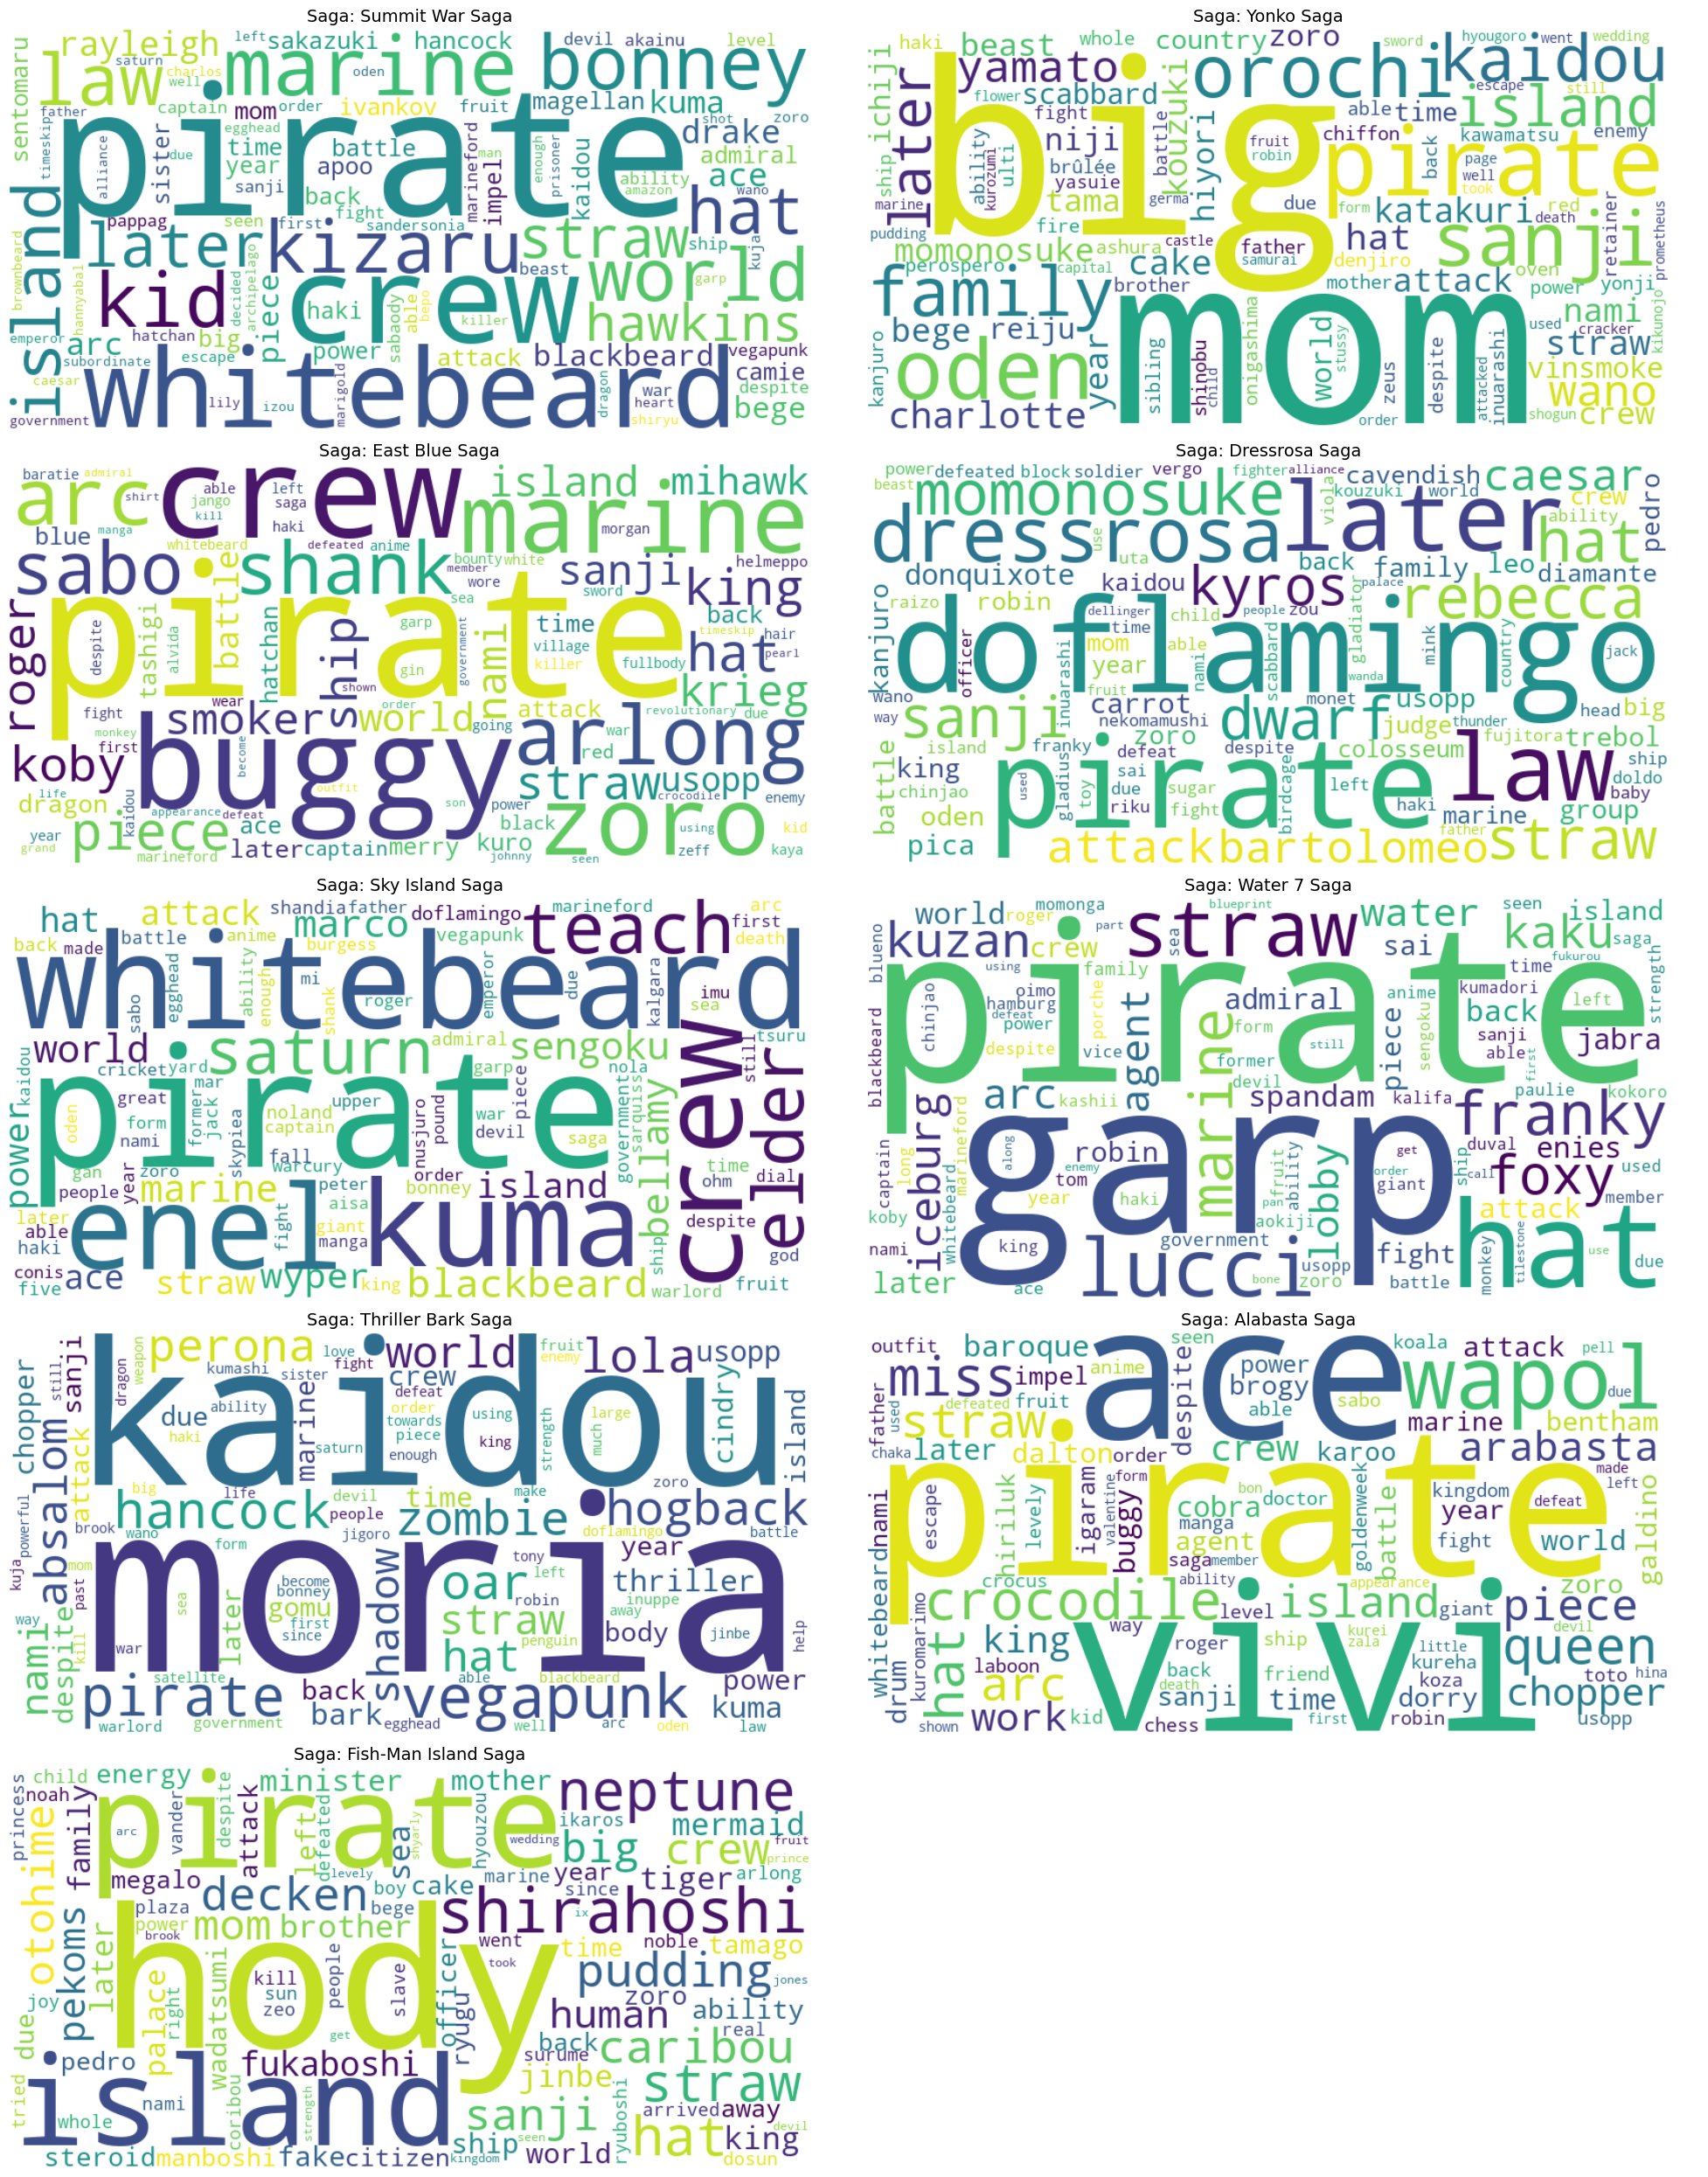 Saga: Summit War Saga
left sakazuki hancock devil akainu level
rayleigh marine bonney
saturn oden
law charlos well
sentomaru captain mom order ivankov fruit magellan kuma shot zoro
father egghead
timeskip sister due time battle man enough drake
pirate year apoo admiral
alliance sanji back marineford impel prisoner kaidou ability ace amazon wano
island pappag seen first fight sandersonia hat
later kizaru straw ship kuja
brownbeard archipelago beast world garp
kid crew
hannyabal decided piece haki sabaody able bepo killer hawkins
emperor arc hatchan big
subordinate escape power attack blackbeard vegapunk
caesar whitebeard camie
lily izou marigold dragon war heart despite
government shiryu bege
Saga: Yonko Saga
haki beast whole country zoro sword hyougoro went wedding
ichiji yamato orochi kaidou
later flower scabbard kouzuki escape still
ship big fight able time island
niji battle fruit chiffon back kawamatsu enemy
marine ability kurozumi ulti brûlée hiyori robin pirate page well
yasuie took
pudding tama germa due form katakuri death red retainer prometheus
momonosuke ashura fire castle father hat sanji
perospero capital cake samurai denjiro oven
family brother mother attack power yonji
bege reiju mom world used nami
kanjuro oden year sibling shinobu child onigashima stussy zeus despite attacked inuarashi cracker straw kikunojo
vinsmoke
charlotte wano
order shogun crew
Saga: East Blue Saga
baratie admiral crew island mihawk
arc shirt able left marine
jango saga
blue manga kill haki morgan
whitebeard defeated anime bounty white helmeppo
sabo shank member wore sanji king
sea sword back
roger pirate garp time timeskip hair
despite tashigi alvida battle hatchan ship gin government nami village killer fullbody hat pearl
shown krieg
fight wear order attack revolutionary due
smoker world going
monkey first become red war
koby buggy arlong
life outfit straw usopp
dragon son power crocodile enemy
year appearance defeat black zoro
kaidou ace using kid
piece kuro
grand marineford later captain merry johnny seen zeff kaya
Saga: Dressrosa Saga
power defeated block soldier vergo fighter alliance cavendish caesar
beast momonosuke later viola kouzuki world crew
ability pedro
dressrosa use uta back hat
donquixote kaidou family leo diamante
kanjuro raizo robin kyros palace rebecca
dellinger child people zou gladiator mink
officer doflamingo jack
time mom able scabbard wanda country
year nami
wano fruit inuarashi carrot monet usopp head big
way sanji nekomamushi dwarf judge thunder
zoro fujitora trebol
battle island franky defeat despite colosseum
king sai law ship
chinjao used gladius toy due sugar birdcage left doldo
pirate riku fight haki baby
oden marine group
pica attack bartolomeo father straw
Saga: Sky Island Saga
hat attack shandia father doflamingo marineford arc
marco teach first
back made battle anime burgess vegapunk death
whitebeard
sabo egghead ability enough mi shank roger emperor due kalgara imu sea
world saturn admiral sengoku crew still tsuru
kaidou cricket yard garp nola
power great former mar jack noland upper nusjuro pound piece government sarquiss bellamy elder
oden form captain war devil
nami skypiea pirate saga time
gan zoro fall warcury order ohm dial
people year marine peter bonney island
later aisa despite
able fight giant
haki enel manga kuma ship god
conis
five ace straw wyper king blackbeard warlord fruit
Saga: Water 7 Saga
world roger momonga part blueprint straw water seen island
blueno kuzan crew sea sai kaku saga
using family time fukurou strength
pirate
oimo hamburg porche admiral anime kumadori left
defeat power agent back
blackbeard chinjao despite form still piece sengoku sanji jabra
vice former able first
arc devil paulie
kashii spandam kalifa kokoro
captain long iceburg marineford garp marine franky
robin get duval enies
along tom enemy fruit order giant ship call foxy used
year haki pan ability lobby member
koby whitebeard aokiji attack
nami king government hat
lucci usopp fight monkey tilestone use due
later ace bone zoro battle
Saga: Thriller Bark Saga
perona love fight world fruit enemy lola usopp
chopper still sanji dragon weapon kumashi sister crew
kaidou
due ability marine defeat order using large cindry island
absalom haki towards piece king strength much
attack saturn enough
big life devil time make zoro
hancock people zombie hogback
powerful brook wano jigoro doflamingo battle
form year
kuja mom moria tony left thriller
past sea become bonney oar robin inuppe away
way gomu first since straw penguin body jinbe help
nami despite kill later shadow hat
war
satellite able blackbeard power
pirate back vegapunk
bark kuma
warlord government egghead well arc oden law
Saga: Alabasta Saga
outfit baroque seen koala attack pell
miss impel anime ace power wapol
father used defeated fruit despite brogy able sabo due
straw marine bentham
chaka later dalton order crew karoo arabasta
form made left
pirate bon kingdom
nami escape hiriluk levely igaram valentine buggy cobra doctor goldenweek battle year defeat galdino
manga
agent fight world
saga member
whitebeard crocus ability appearance zoro
crocodile level island giant piece
kuromarimo way kurei zala devil
hat king roger ship little queen
drum laboon back kureha
death friend koza toto hina
arc sanji time dorry chopper
shown work kid chess vivi first robin usopp
Saga: Fish-Man Island Saga
princess child energy minister mother neptune
noah pirate
otohime family vander despite attack left defeated sea shyarly hyouzou wedding ikaros mermaid
arc big crew fruit
prince
levely marine year tiger arlong
megalo decken boy cake since
plaza bege shirahoshi
pekoms power mom brother ix
brook went time noble tamago
later hody took pudding jones
wadatsumi kill people slave officer zoro
joy palace right sun human ability
due zeo ryugu real
get back caribou
pedro fukaboshi surume
jinbe straw
tried island
nami sanji ryuboshi arrived away
whole coribou strength devil
ship seen hat king
steroid manboshi fake citizen kingdom world dosun